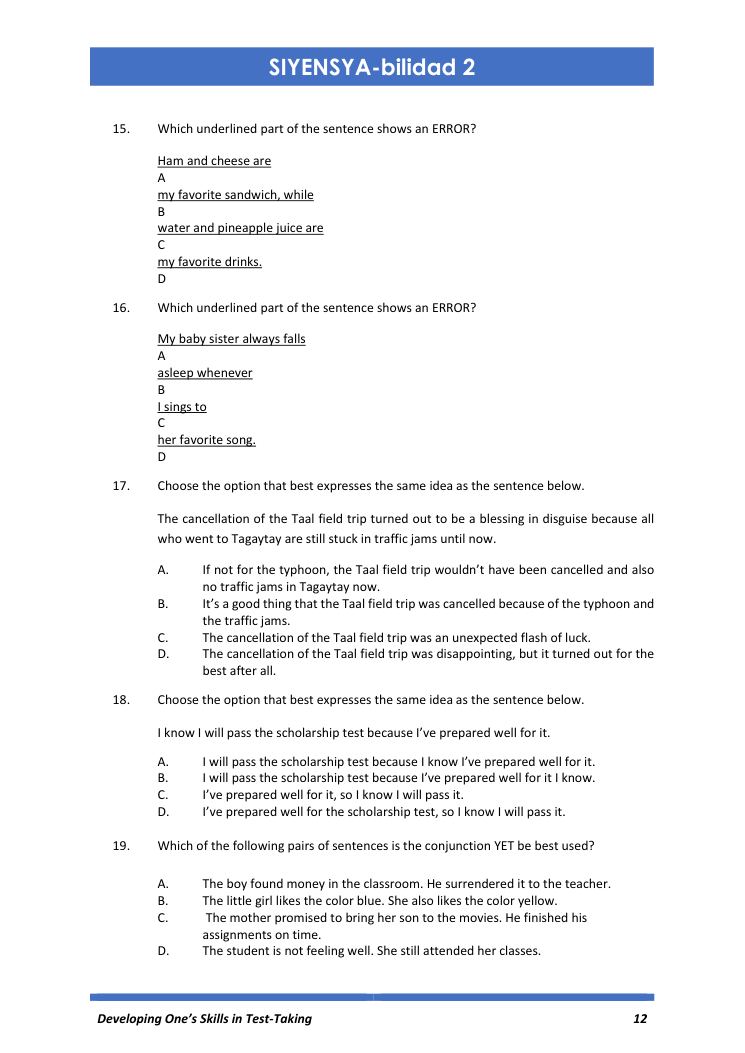 SIYENSYA-bilidad 2
15. Which underlined part of the sentence shows an ERROR?
Ham and cheese are
A
my favorite sandwich, while
B
water and pineapple juice are
C
my favorite drinks.
D
16. Which underlined part of the sentence shows an ERROR?
My baby sister always falls
A
asleep whenever
B
I sings to
C
her favorite song.
D
17. Choose the option that best expresses the same idea as the sentence below.
The cancellation of the Taal field trip turned out to be a blessing in disguise because all
who went to Tagaytay are still stuck in traffic jams until now.
A. If not for the typhoon, the Taal field trip wouldn’t have been cancelled and also
no traffic jams in Tagaytay now.
B. It’s a good thing that the Taal field trip was cancelled because of the typhoon and
the traffic jams.
C. The cancellation of the Taal field trip was an unexpected flash of luck.
D. The cancellation of the Taal field trip was disappointing, but it turned out for the
best after all.
18. Choose the option that best expresses the same idea as the sentence below.
I know I will pass the scholarship test because I’ve prepared well for it.
A. I will pass the scholarship test because I know I’ve prepared well for it.
B. I will pass the scholarship test because I’ve prepared well for it I know.
C. I’ve prepared well for it, so I know I will pass it.
D. I’ve prepared well for the scholarship test, so I know I will pass it.
19. Which of the following pairs of sentences is the conjunction YET be best used?
A. The boy found money in the classroom. He surrendered it to the teacher.
B. The little girl likes the color blue. She also likes the color yellow.
C. The mother promised to bring her son to the movies. He finished his
assignments on time.
D. The student is not feeling well. She still attended her classes.
Developing One’s Skills in Test-Taking 12